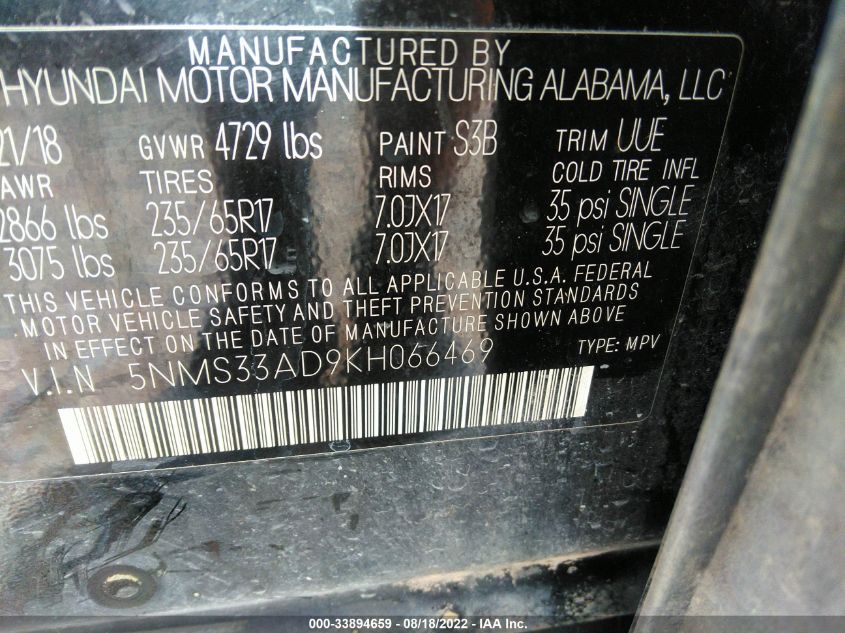 MANUFACTURED BY
HYUNDAI MOTOR MANUFACTURING ALABAMA, LLC
21/18 GVWR 4729 lbs PAINT S3B TRIM UUE
AWR TIRES RIMS COLD TIRE INFL
2866 lbs 235/65R17 7.0JX17 35 psi SINGLE
3075 lbs 235/65R17 7.0JX17 35 psi SINGLE
THIS VEHICLE CONFORMS TO ALL APPLICABLE U.S.A. FEDERAL
MOTOR VEHICLE SAFETY AND THEFT PREVENTION STANDARDS
IN EFFECT ON THE DATE OF MANUFACTURE SHOWN ABOVE
V.I.N 5NMS33AD9KH066469 TYPE: MPV
000-33894659 - 08/18/2022 - IAA Inc.